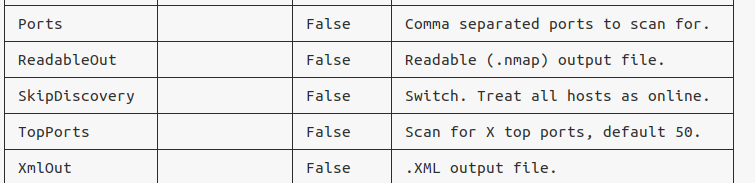 Ports False Comma separated ports to scan for.
ReadableOut False Readable (.nmap) output file.
SkipDiscovery False Switch. Treat all hosts as online.
TopPorts False Scan for X top ports, default 50.
XmlOut False .XML output file.